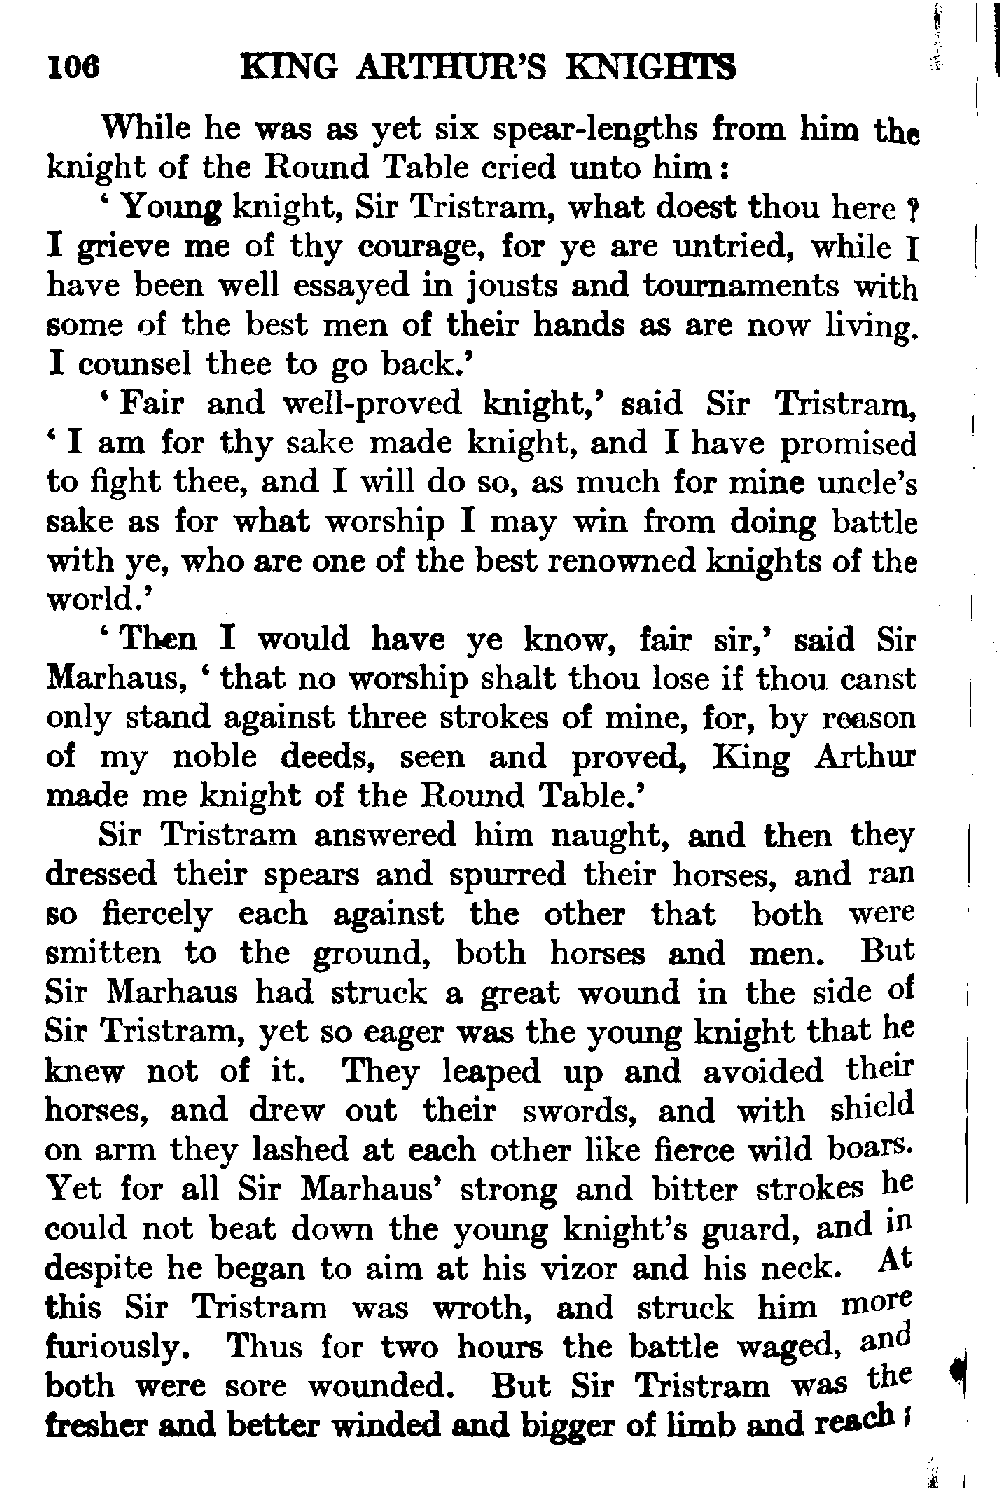 106 KING ARTHUR'S KNIGHTS
While he was as yet six spear-lengths from him the
knight of the Round Table cried unto him :
‘ Young knight, Sir Tristram, what doest thou here ?
I grieve me of thy courage, for ye are untried, while I
have been well essayed in jousts and tournaments with
some of the best men of their hands as are now living.
I counsel thee to go back.’
‘ Fair and well-proved knight,’ said Sir Tristram,
‘ I am for thy sake made knight, and I have promised
to fight thee, and I will do so, as much for mine uncle’s
sake as for what worship I may win from doing battle
with ye, who are one of the best renowned knights of the
world.’
‘ Then I would have ye know, fair sir,’ said Sir
Marhaus, ‘ that no worship shalt thou lose if thou canst
only stand against three strokes of mine, for, by reason
of my noble deeds, seen and proved, King Arthur
made me knight of the Round Table.’
Sir Tristram answered him naught, and then they
dressed their spears and spurred their horses, and ran
so fiercely each against the other that both were
smitten to the ground, both horses and men. But
Sir Marhaus had struck a great wound in the side of
Sir Tristram, yet so eager was the young knight that he
knew not of it. They leaped up and avoided their
horses, and drew out their swords, and with shield
on arm they lashed at each other like fierce wild boars.
Yet for all Sir Marhaus’ strong and bitter strokes he
could not beat down the young knight’s guard, and in
despite he began to aim at his vizor and his neck. At
this Sir Tristram was wroth, and struck him more
furiously. Thus for two hours the battle waged, and
both were sore wounded. But Sir Tristram was the
fresher and better winded and bigger of limb and reach ;